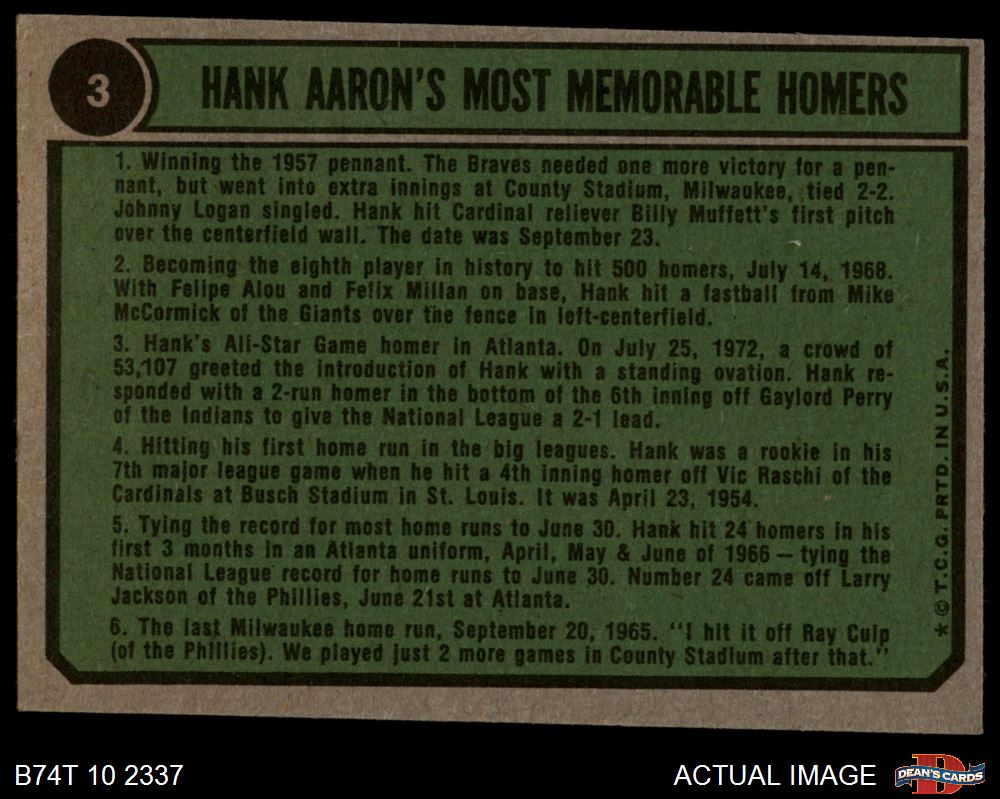 3
HANK AARON'S MOST MEMORABLE HOMERS
1. Winning the 1957 pennant. The Braves needed one more victory for a pen-
nant, but went into extra innings at County Stadium, Milwaukee, tied 2-2.
Johnny Logan singled. Hank hit Cardinal reliever Billy Muffett's first pitch
over the centerfield wall. The date was September 23.
2. Becoming the eighth player in history to hit 500 homers, July 14, 1968.
With Felipe Alou and Felix Millan on base, Hank hit a fastball from Mike
McCormick of the Giants over the fence in left-centerfield.
3. Hank's All-Star Game homer in Atlanta. On July 25, 1972, a crowd of
53,107 greeted the introduction of Hank with a standing ovation. Hank re-
sponded with a 2-run homer in the bottom of the 6th inning off Gaylord Perry
of the Indians to give the National League a 2-1 lead.
4. Hitting his first home run in the big leagues. Hank was a rookie in his
7th major league game when he hit a 4th inning homer off Vic Raschi of the
Cardinals at Busch Stadium in St. Louis. It was April 23, 1954.
5. Tying the record for most home runs to June 30. Hank hit 24 homers in his
first 3 months in an Atlanta uniform, April, May & June of 1966 — tying the
National League record for home runs to June 30. Number 24 came off Larry
Jackson of the Phillies, June 21st at Atlanta.
6. The last Milwaukee home run, September 20, 1965. "I hit it off Ray Culp
(of the Phillies). We played just 2 more games in County Stadium after that."
* © T.C.G. PRTD. IN U.S.A.
B74T 10 2337
ACTUAL IMAGE
D
DEAN'S CARDS